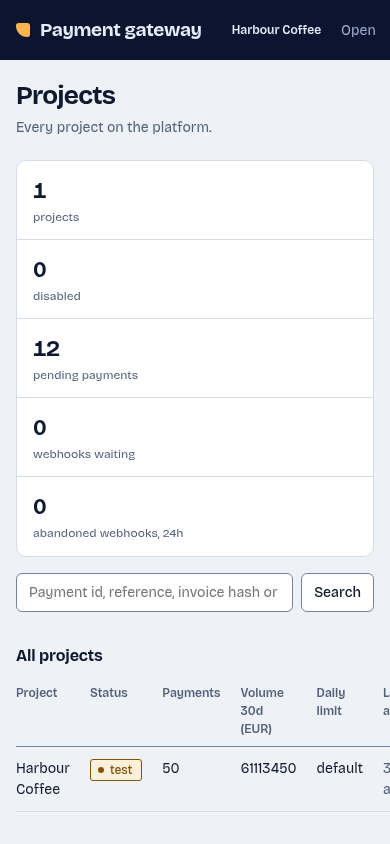 Payment gateway Harbour Coffee Open
Projects
Every project on the platform.
1
projects
0
disabled
12
pending payments
0
webhooks waiting
0
abandoned webhooks, 24h
Payment id, reference, invoice hash or Search
All projects
Project Status Payments Volume 30d (EUR) Daily limit
Harbour Coffee test 50 61113450 default